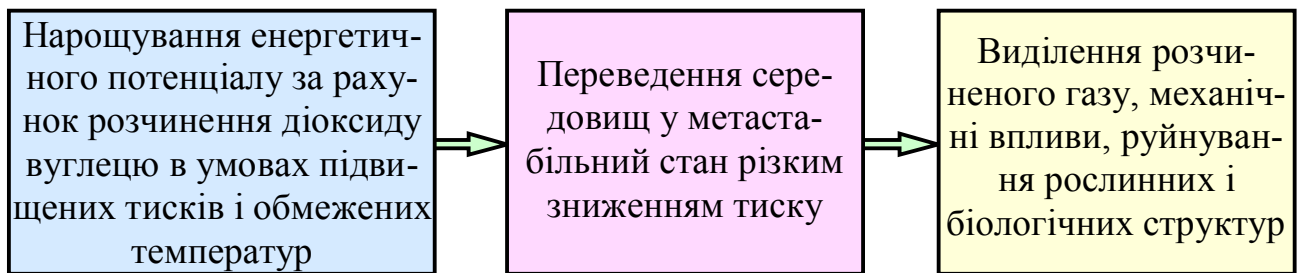 Нарощування енергетич-
ного потенціалу за раху-
нок розчинення діоксиду
вуглецю в умовах підви-
щених тисків і обмежених
температур
Переведення сере-
довищ у метаста-
більний стан різким
зниженням тиску
Виділення розчи-
неного газу, механіч-
ні впливи, руйнуван-
ня рослинних і
біологічних структур